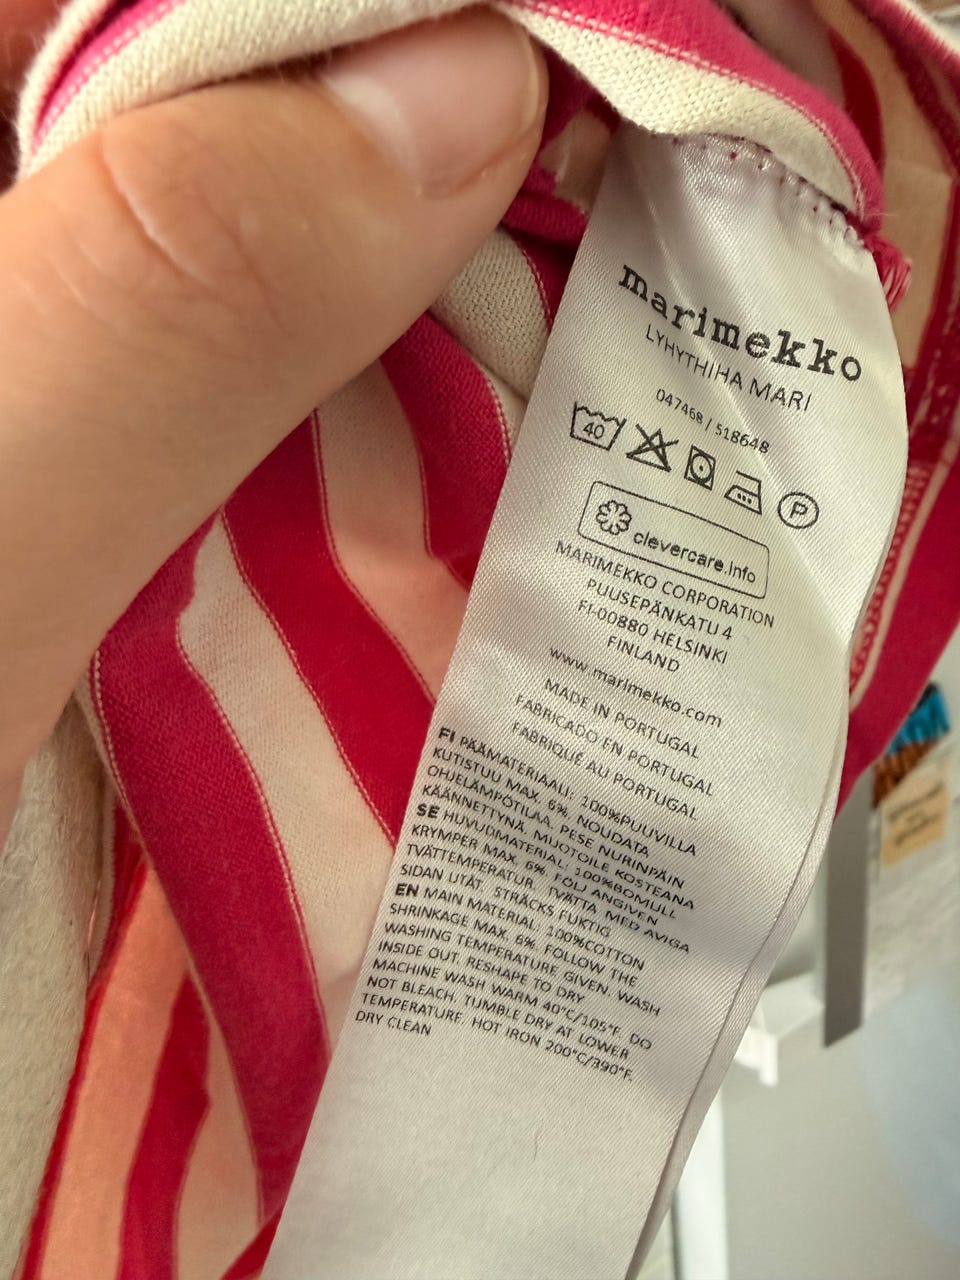 marimekko
LYHYTHIHA MARI
047468 / 518648
40
P
clevercare.info
MARIMEKKO CORPORATION
PUUSEPÄNKATU 4
FI-00880 HELSINKI
FINLAND
www.marimekko.com
MADE IN PORTUGAL
FABRICADO EN PORTUGAL
FABRIQUÉ AU PORTUGAL
FI PÄÄMATERIAALI: 100%PUUVILLA
KUTISTUU MAX. 6%. NOUDATA
OHJELÄMPÖTILAA. PESE NURINPÄIN
KÄÄNNETTYNÄ. MUOTOILE KOSTEANA
SE HUVUDMATERIAL: 100%BOMULL
KRYMPER MAX. 6%. FÖLJ ANGIVEN
TVÄTTEMPERATUR. TVÄTTA MED AVIGA
SIDAN UTÅT. STRÄCKS FUKTIG
EN MAIN MATERIAL: 100%COTTON
SHRINKAGE MAX. 6%. FOLLOW THE
WASHING TEMPERATURE GIVEN. WASH
INSIDE OUT. RESHAPE TO DRY
MACHINE WASH WARM 40°C/105°F. DO
NOT BLEACH. TUMBLE DRY AT LOWER
TEMPERATURE. HOT IRON 200°C/390°F.
DRY CLEAN